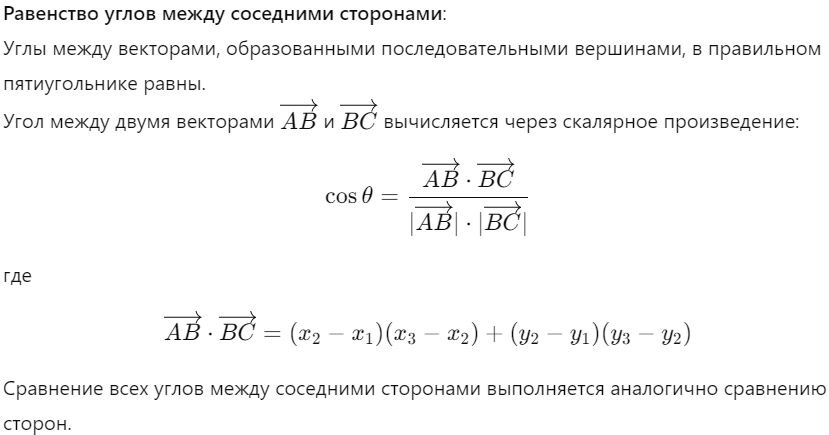 Равенство углов между соседними сторонами:
Углы между векторами, образованными последовательными вершинами, в правильном
пятиугольнике равны.
Угол между двумя векторами $\overrightarrow{AB}$ и $\overrightarrow{BC}$ вычисляется через скалярное произведение:
$\cos\theta = \frac{\overrightarrow{AB} \cdot \overrightarrow{BC}}{|\overrightarrow{AB}| \cdot |\overrightarrow{BC}|}$
где
$\overrightarrow{AB} \cdot \overrightarrow{BC} = (x_2 - x_1)(x_3 - x_2) + (y_2 - y_1)(y_3 - y_2)$
Сравнение всех углов между соседними сторонами выполняется аналогично сравнению
сторон.